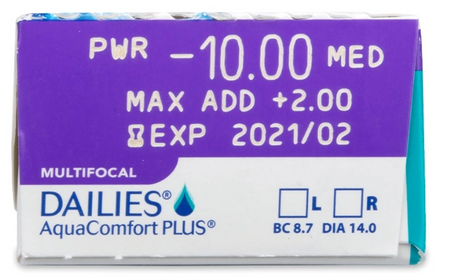 PWR -10.00 MED
MAX ADD +2.00
EXP 2021/02
MULTIFOCAL
DAILIES®
AquaComfort PLUS®
L R
BC 8.7 DIA 14.0